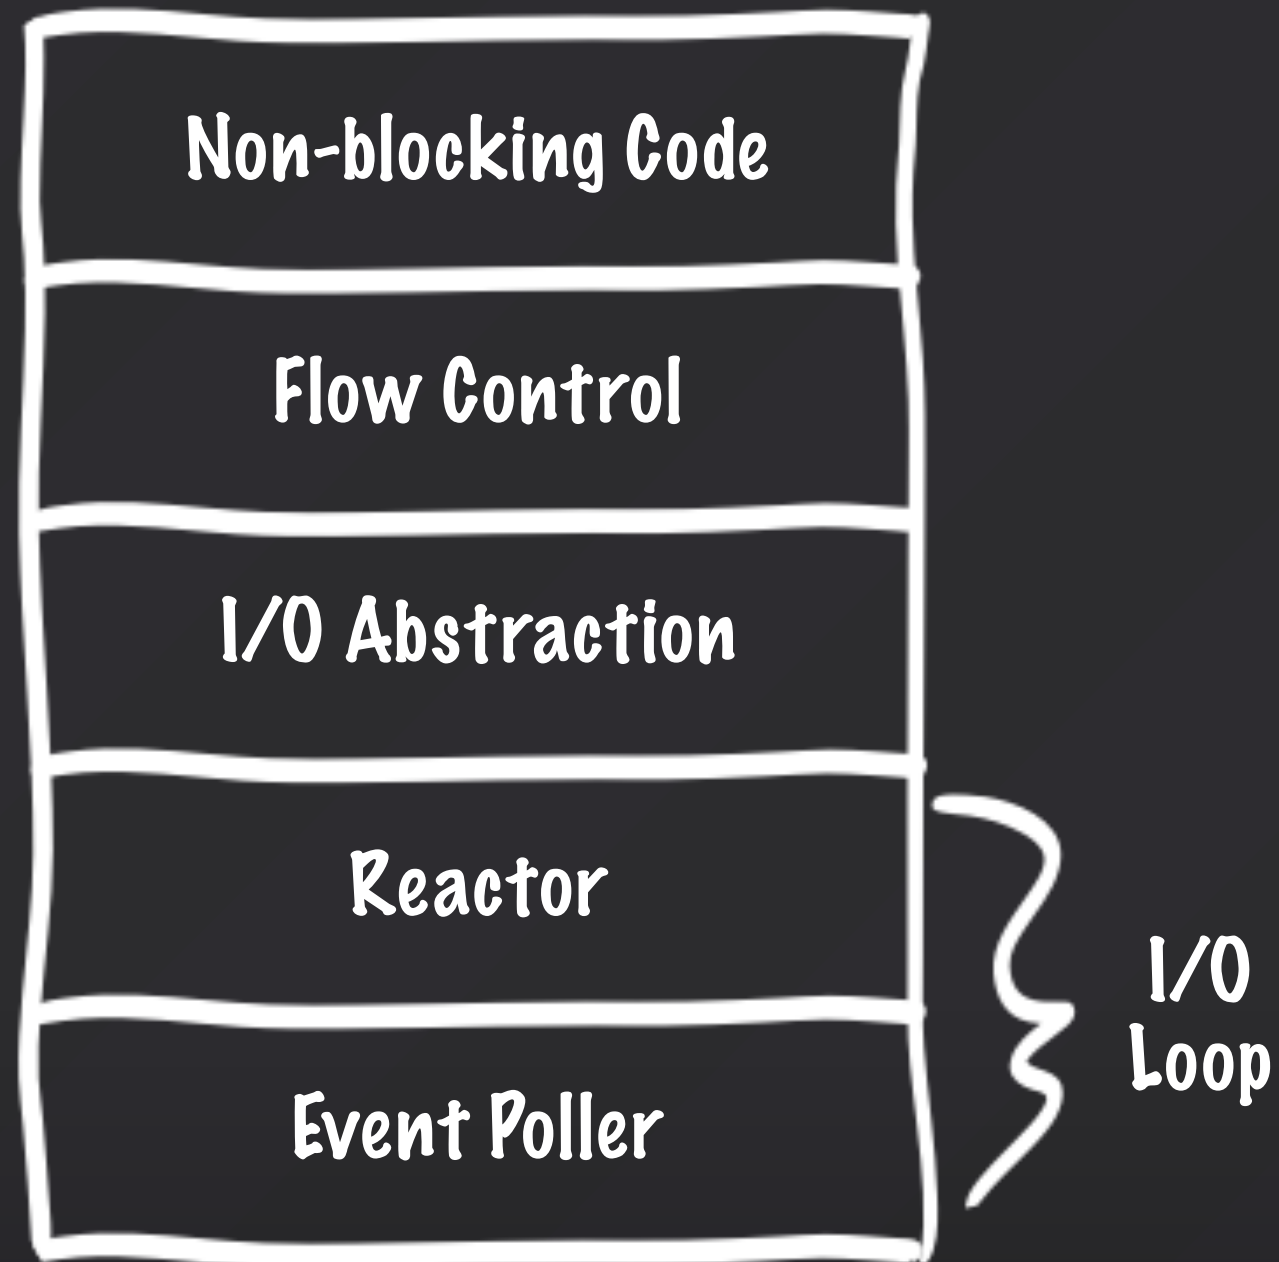 Non-blocking Code
Flow Control
I/O Abstraction
Reactor
I/O
Loop
Event Poller